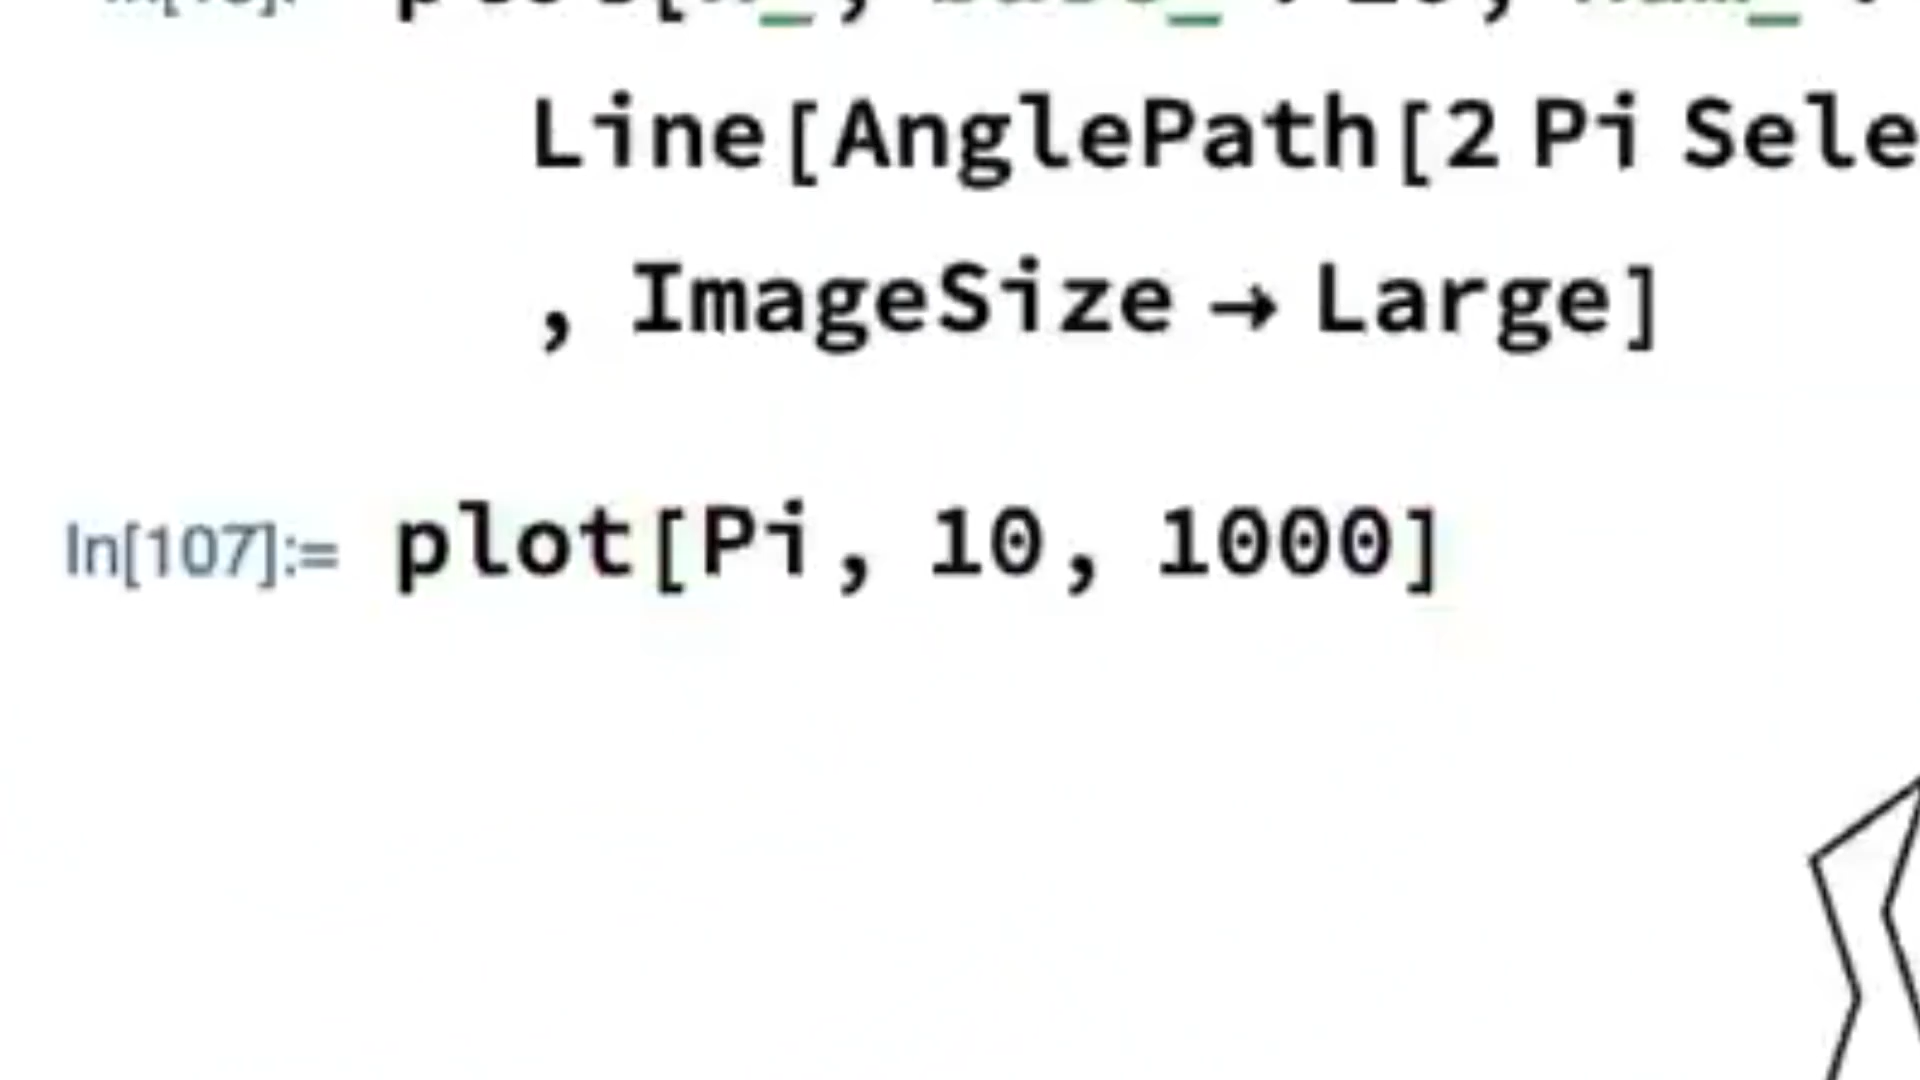 Line[AnglePath[2 Pi Sele
, ImageSize → Large]
In[107]:= plot[Pi, 10, 1000]